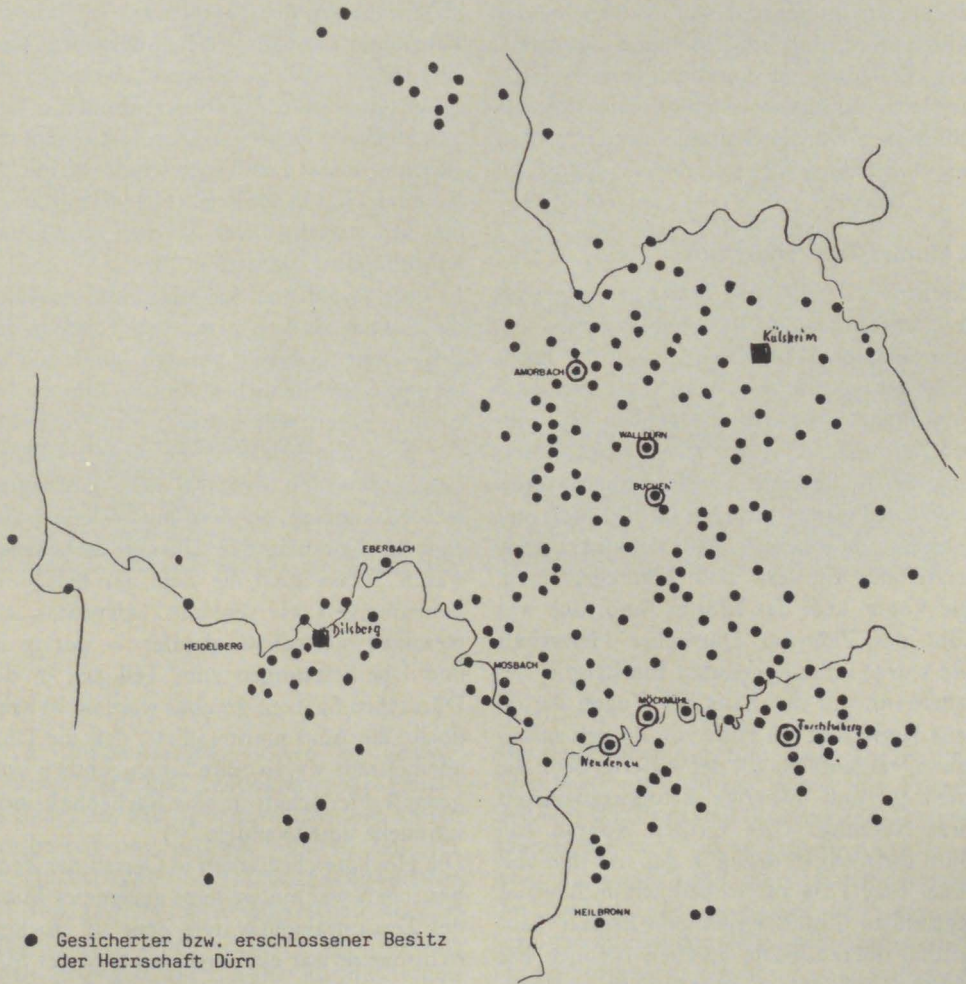 Külsheim
AMORBACH
WALLDÜRN
BUCHEN
EBERBACH
HEIDELBERG
Dilsberg
MOSBACH
MÖCKMÜHL
Forchtenberg
Neudenau
HEILBRONN
Gesicherter bzw. erschlossener Besitz
der Herrschaft Dürn